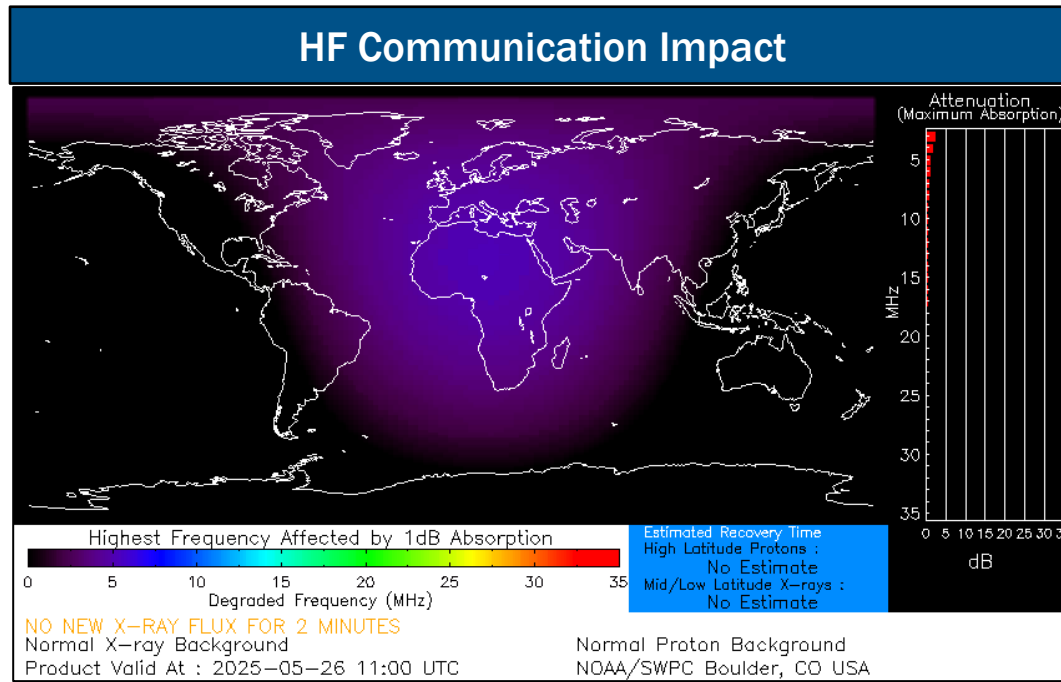 HF Communication Impact
Attenuation
(Maximum Absorption)
5
10
15
20
25
30
35
MHz
0 5 10 15 20 25 30
dB
Highest Frequency Affected by 1dB Absorption
0 5 10 15 20 25 30 35
Degraded Frequency (MHz)
Estimated Recovery Time
High Latitude Protons :
No Estimate
Mid/Low Latitude X-rays :
No Estimate
NO NEW X-RAY FLUX FOR 2 MINUTES
Normal X-ray Background
Normal Proton Background
Product Valid At : 2025-05-26 11:00 UTC
NOAA/SWPC Boulder, CO USA